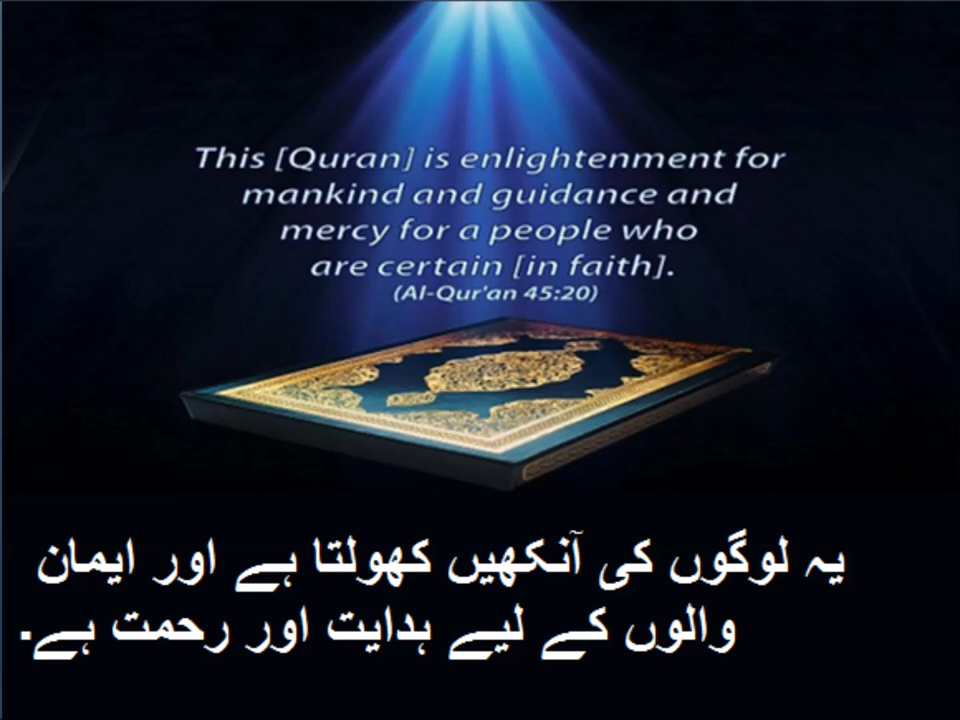 This [Quran] is enlightenment for
mankind and guidance and
mercy for a people who
are certain [in faith].
(Al-Qur'an 45:20)
یہ لوگوں کی آنکھیں کھولتا ہے اور ایمان
والوں کے لیے ہدایت اور رحمت ہے۔